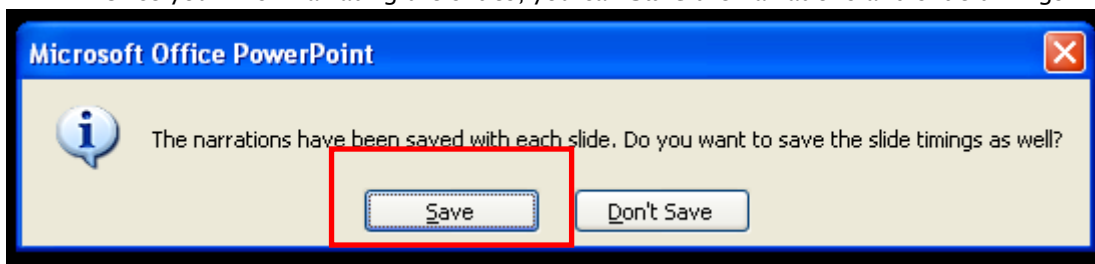 Microsoft Office PowerPoint
The narrations have been saved with each slide. Do you want to save the slide timings as well?
Save
Don't Save